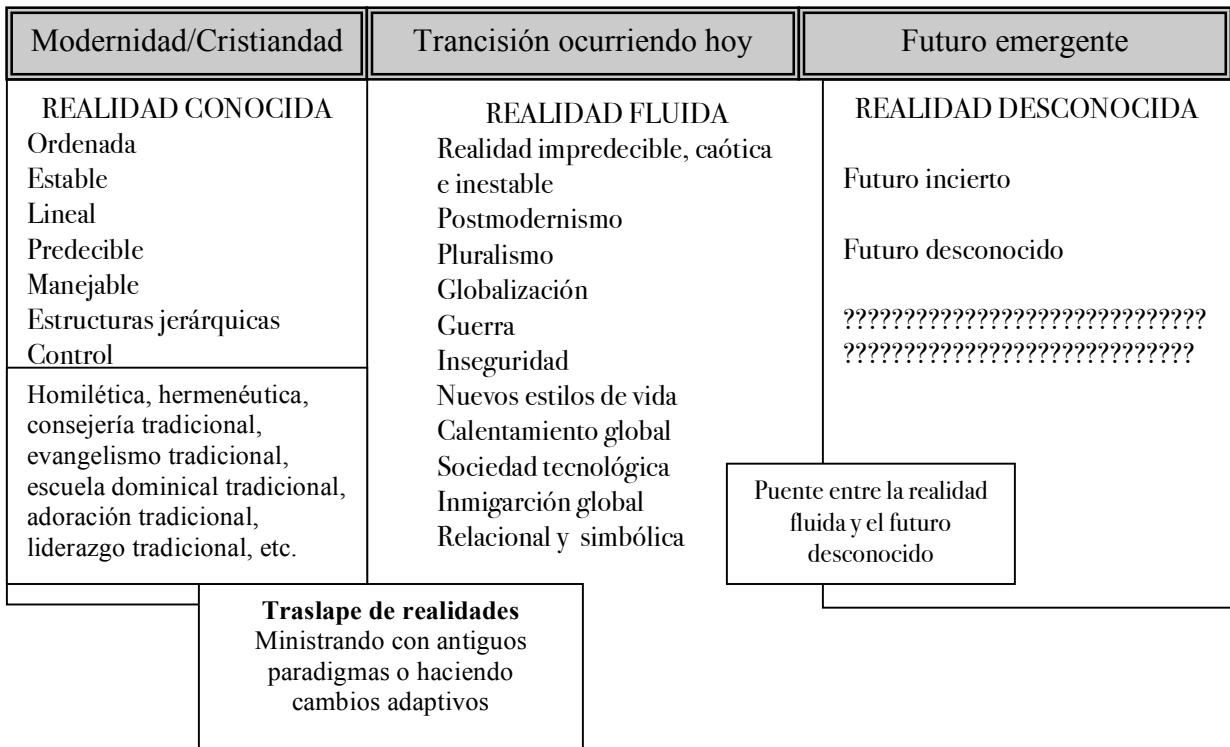 Modernidad/Cristiandad
Trancisión ocurriendo hoy
Futuro emergente
REALIDAD CONOCIDA
Ordenada
Estable
Lineal
Predecible
Manejable
Estructuras jerárquicas
Control
Homilética, hermenéutica,
consejería tradicional,
evangelismo tradicional,
escuela dominical tradicional,
adoración tradicional,
liderazgo tradicional, etc.
REALIDAD FLUIDA
Realidad impredecible, caótica
e inestable
Postmodernismo
Pluralismo
Globalización
Guerra
Inseguridad
Nuevos estilos de vida
Calentamiento global
Sociedad tecnológica
Inmigarción global
Relacional y simbólica
REALIDAD DESCONOCIDA
Futuro incierto
Futuro desconocido
??????????????????????????????
?????????????????????????????
Puente entre la realidad
fluida y el futuro
desconocido
Traslape de realidades
Ministrando con antiguos
paradigmas o haciendo
cambios adaptivos